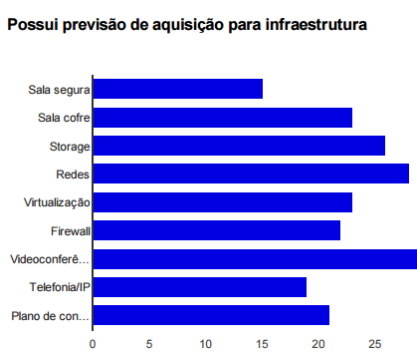 Possui previsão de aquisição para infraestrutura
Sala segura
Sala cofre
Storage
Redes
Virtualização
Firewall
Videoconferê...
Telefonia/IP
Plano de con...
0 5 10 15 20 25